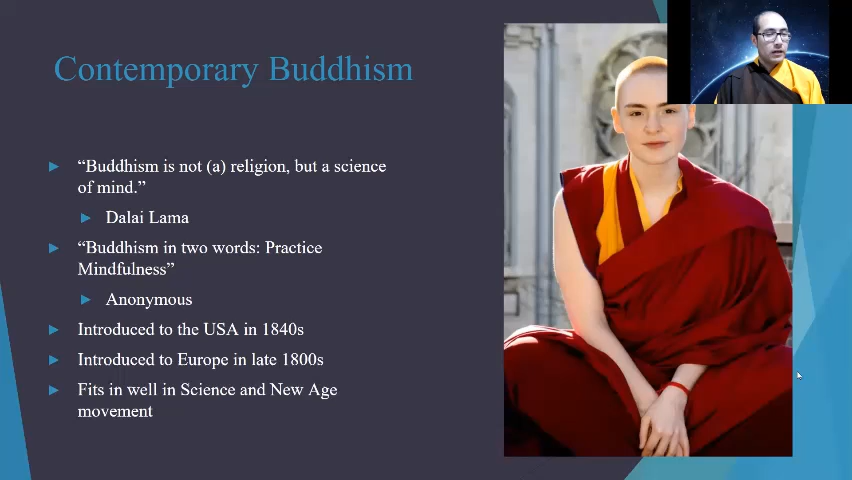 Contemporary Buddhism
“Buddhism is not (a) religion, but a science
of mind.”
Dalai Lama
“Buddhism in two words: Practice
Mindfulness”
Anonymous
Introduced to the USA in 1840s
Introduced to Europe in late 1800s
Fits in well in Science and New Age
movement